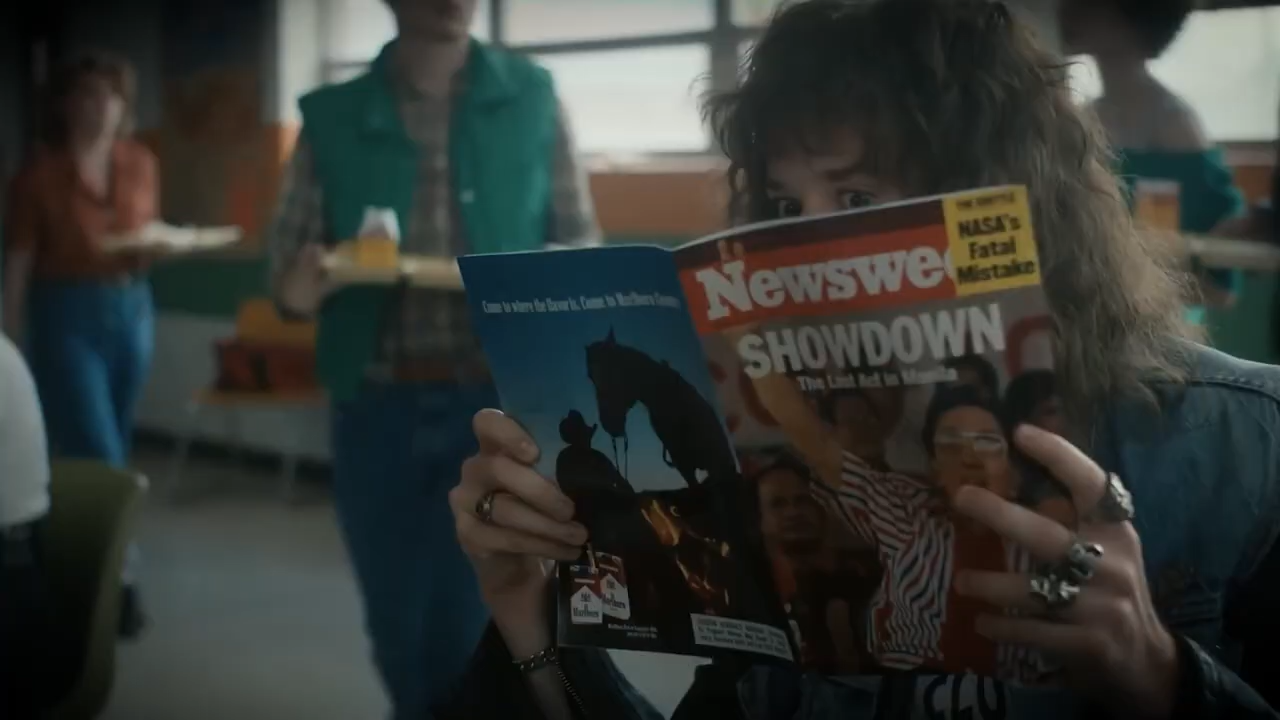 Come to where the flavor is. Come to Marlboro Country.
Marlboro
Marlboro
Newswee
THE SHUTTLE
NASA's
Fatal
Mistake
SHOWDOWN
The Last Act in Manila